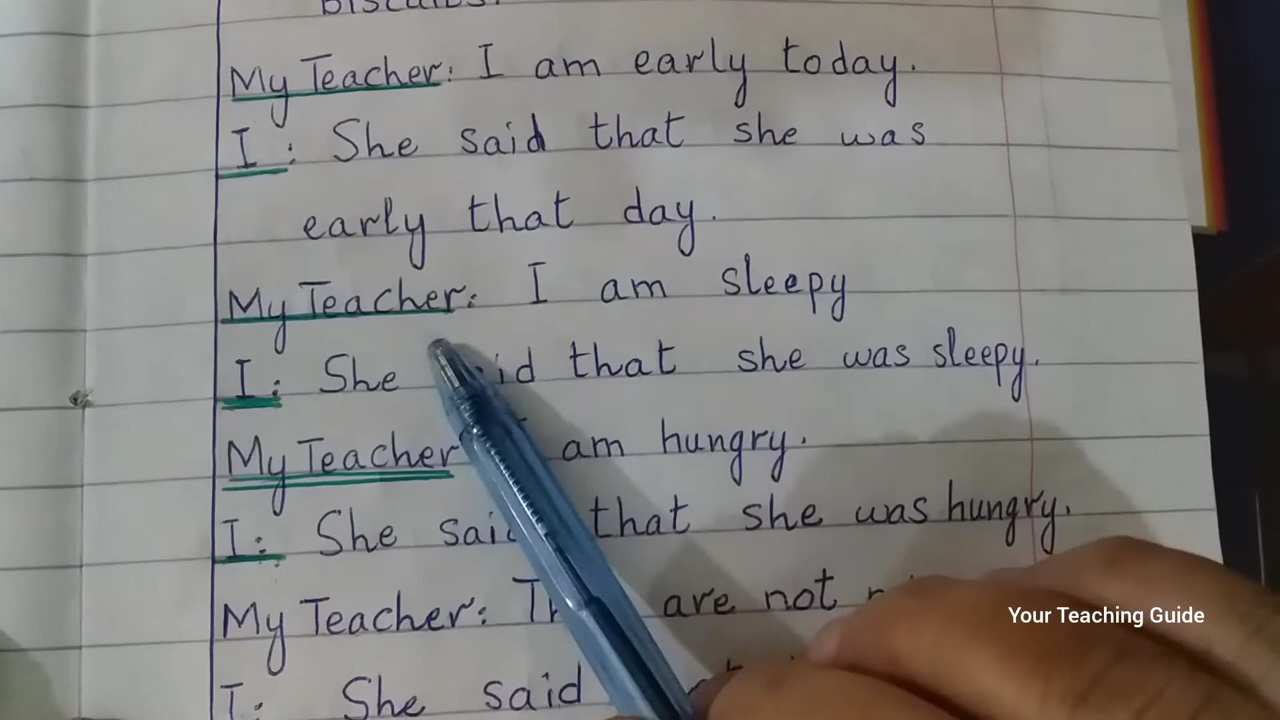 My Teacher: I am early today.
I: She said that she was
early that day.
My Teacher: I am sleepy
I: She said that she was sleepy.
My Teacher I am hungry.
I: She said that she was hungry.
My Teacher: are not
I: She said
Your Teaching Guide